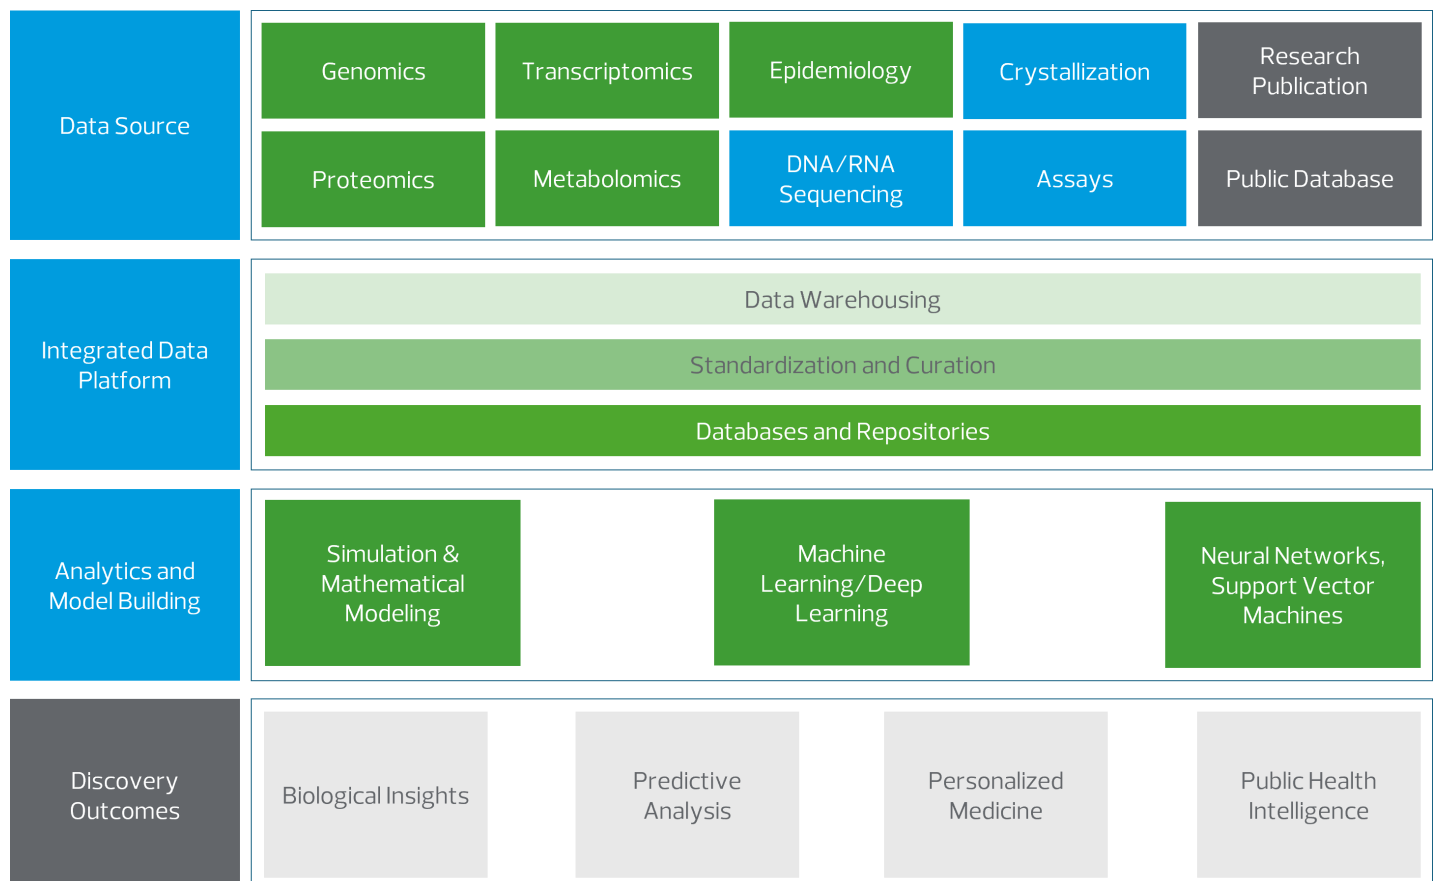 Data Source
Genomics
Transcriptomics
Epidemiology
Crystallization
Research
Publication
Proteomics
Metabolomics
DNA/RNA
Sequencing
Assays
Public Database
Integrated Data
Platform
Data Warehousing
Standardization and Curation
Databases and Repositories
Analytics and
Model Building
Simulation &
Mathematical
Modeling
Machine
Learning/Deep
Learning
Neural Networks,
Support Vector
Machines
Discovery
Outcomes
Biological Insights
Predictive
Analysis
Personalized
Medicine
Public Health
Intelligence